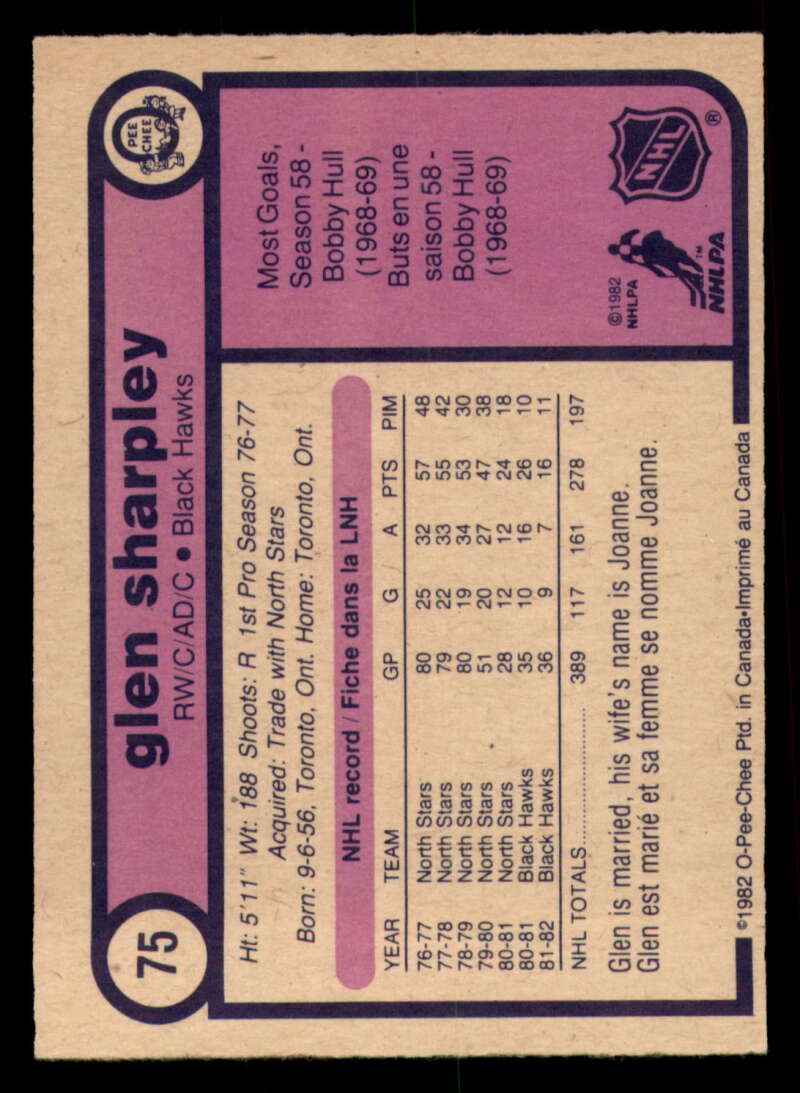 75
glen sharpley
RW/C/AD/C • Black Hawks
PEE
CHEE
Ht: 5'11" Wt: 188 Shoots: R 1st Pro Season 76-77
Acquired: Trade with North Stars
Born: 9-6-56, Toronto, Ont. Home: Toronto, Ont.
NHL record / Fiche dans la LNH
YEAR TEAM GP G A PTS PIM
76-77 North Stars 80 25 32 57 48
77-78 North Stars 79 22 33 55 42
78-79 North Stars 80 19 34 53 30
79-80 North Stars 51 20 27 47 38
80-81 North Stars 28 12 12 24 18
80-81 Black Hawks 35 10 16 26 10
81-82 Black Hawks 36 9 7 16 11
NHL TOTALS.................... 389 117 161 278 197
Glen is married, his wife's name is Joanne.
Glen est marié et sa femme se nomme Joanne.
Most Goals,
Season 58 -
Bobby Hull
(1968-69)
Buts en une
saison 58 -
Bobby Hull
(1968-69)
©1982
NHLPA
NHLPA™
NHL
®
©1982 O-Pee-Chee Ptd. in Canada•Imprimé au Canada